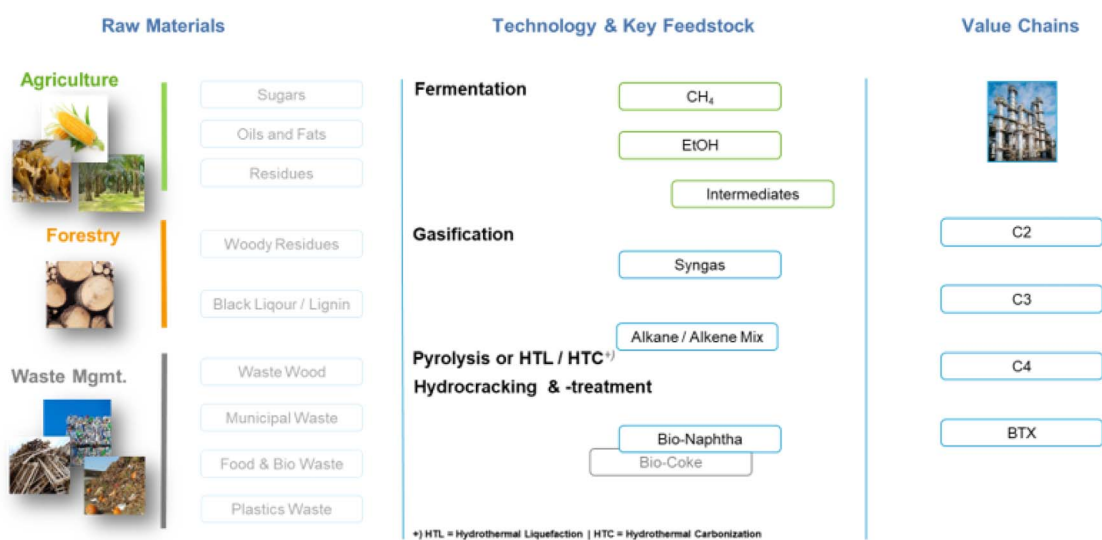 Raw Materials
Technology & Key Feedstock
Value Chains
Agriculture
Sugars
Oils and Fats
Residues
Forestry
Woody Residues
Black Liqour / Lignin
Waste Mgmt.
Waste Wood
Municipal Waste
Food & Bio Waste
Plastics Waste
Fermentation
CH₄
EtOH
Intermediates
Gasification
Syngas
Alkane / Alkene Mix
Pyrolysis or HTL / HTC⁺⁾
Hydrocracking & -treatment
Bio-Naphtha
Bio-Coke
+) HTL = Hydrothermal Liquefaction | HTC = Hydrothermal Carbonization
C2
C3
C4
BTX